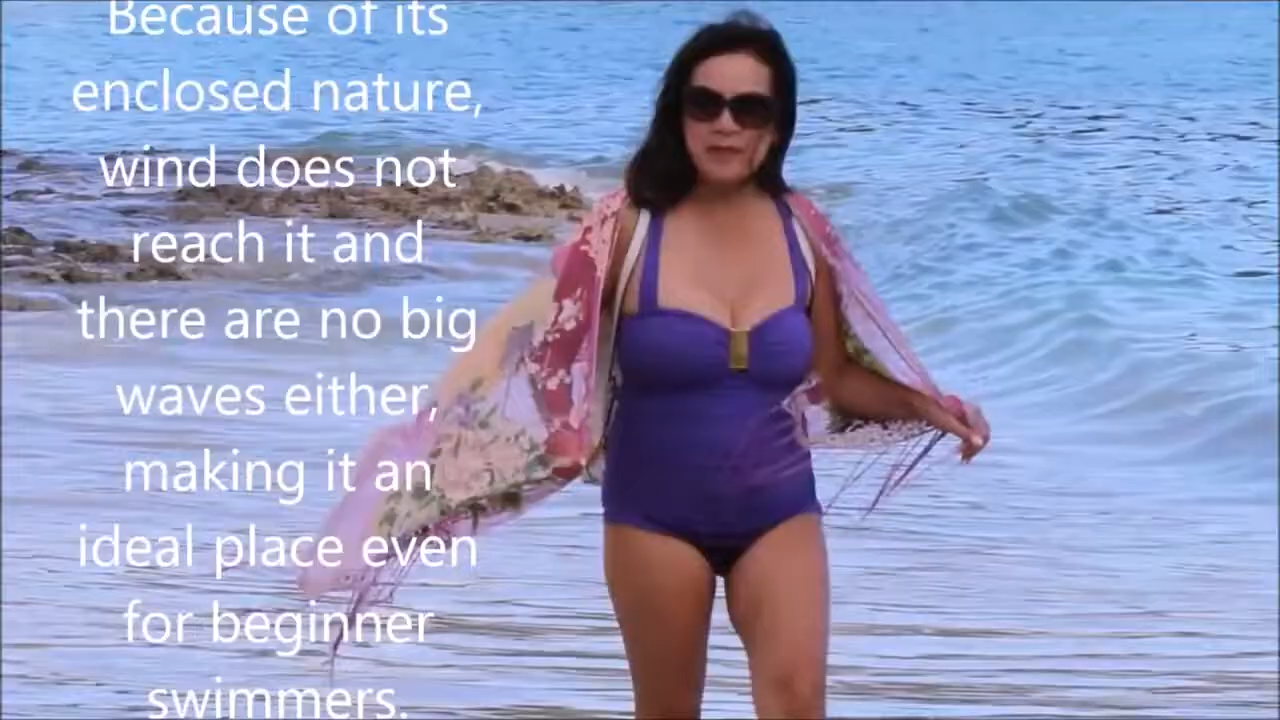 Because of its
enclosed nature,
wind does not
reach it and
there are no big
waves either,
making it an
ideal place even
for beginner
swimmers.